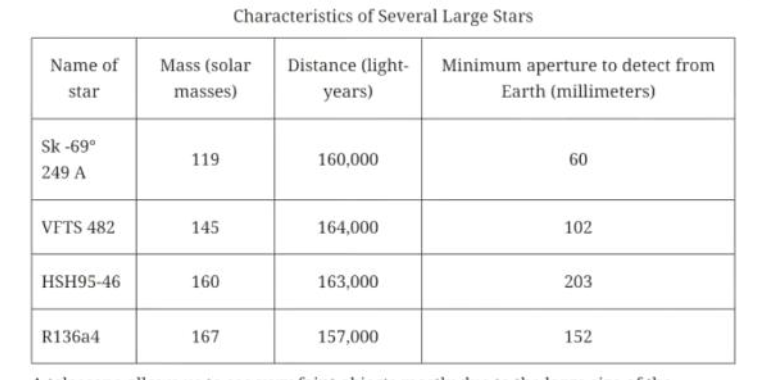 Characteristics of Several Large Stars
Name of star | Mass (solar masses) | Distance (light-years) | Minimum aperture to detect from Earth (millimeters)
Sk -69° 249 A | 119 | 160,000 | 60
VFTS 482 | 145 | 164,000 | 102
HSH95-46 | 160 | 163,000 | 203
R136a4 | 167 | 157,000 | 152